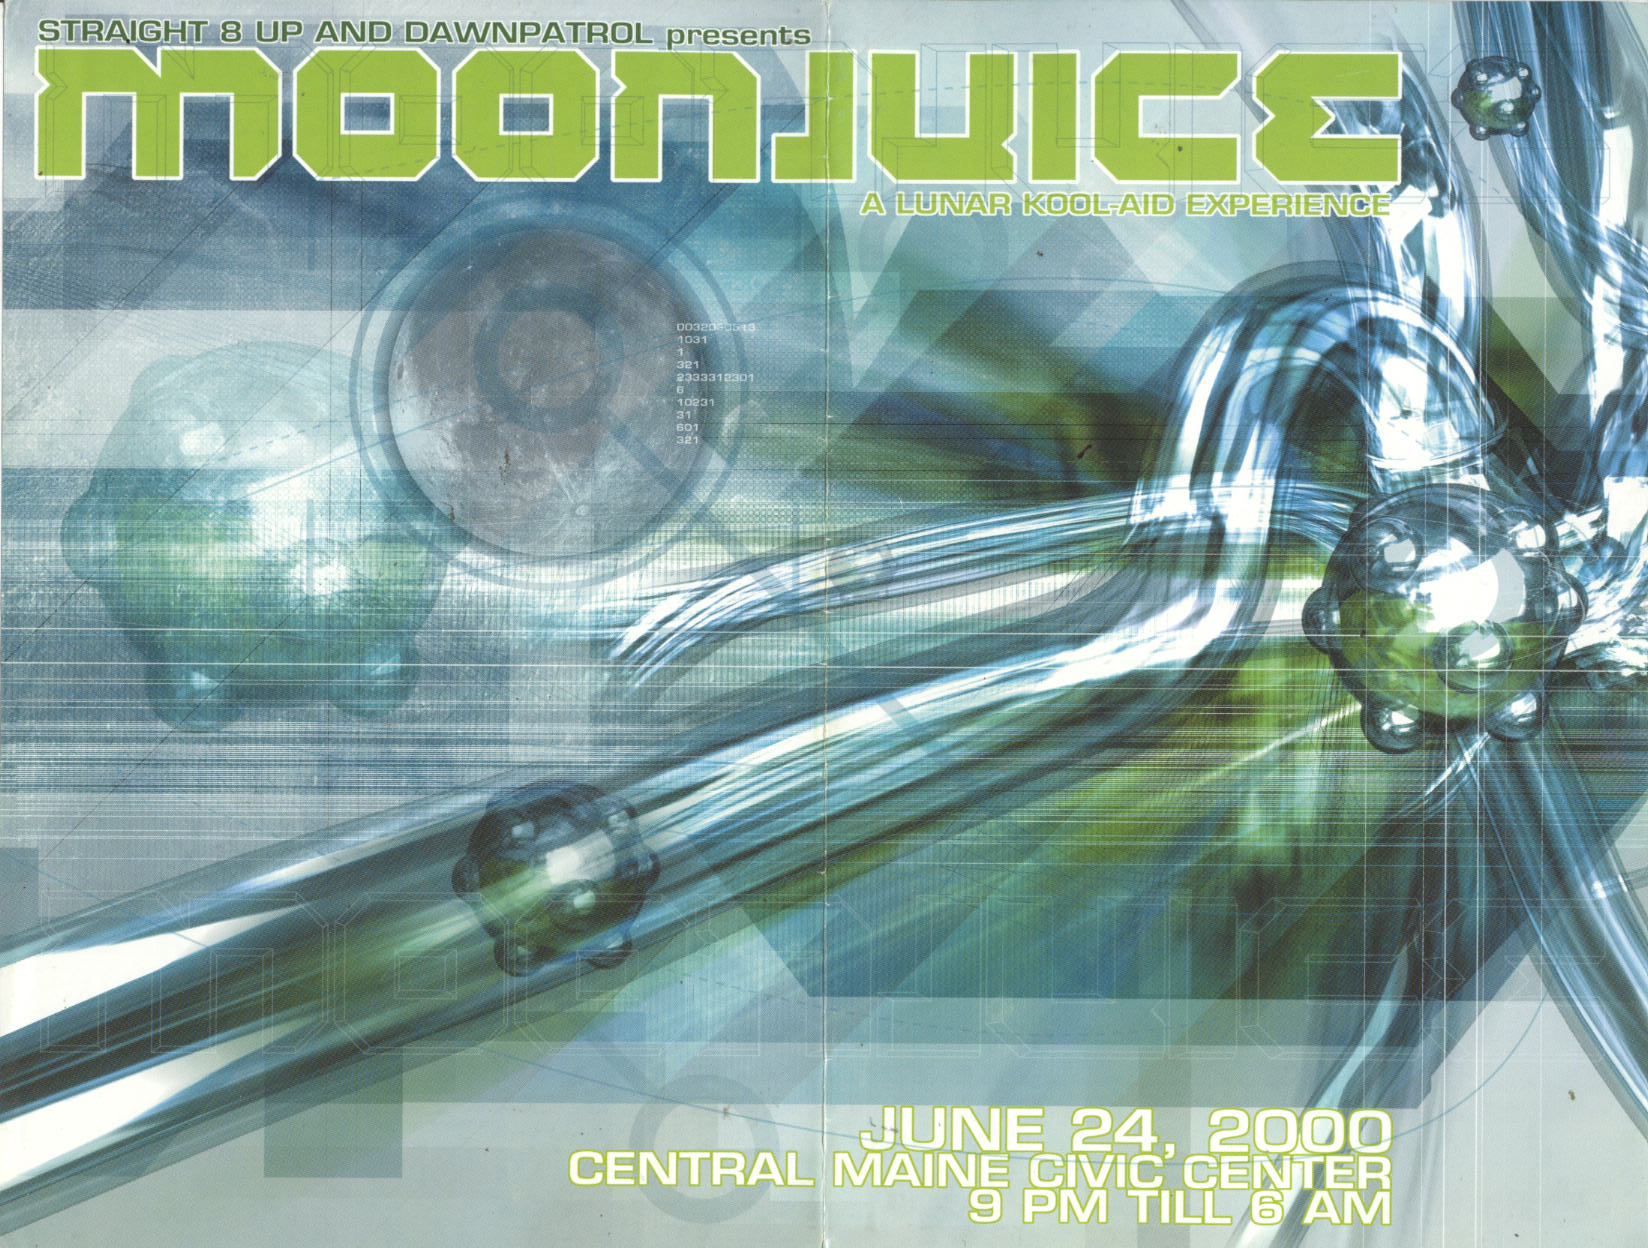 STRAIGHT 8 UP AND DAWNPATROL presents
MOONJUICE
A LUNAR KOOL-AID EXPERIENCE
1031
1
321
2333312301
6
10231
31
601
321
JUNE 24, 2000
CENTRAL MAINE CIVIC CENTER
9 PM TILL 6 AM